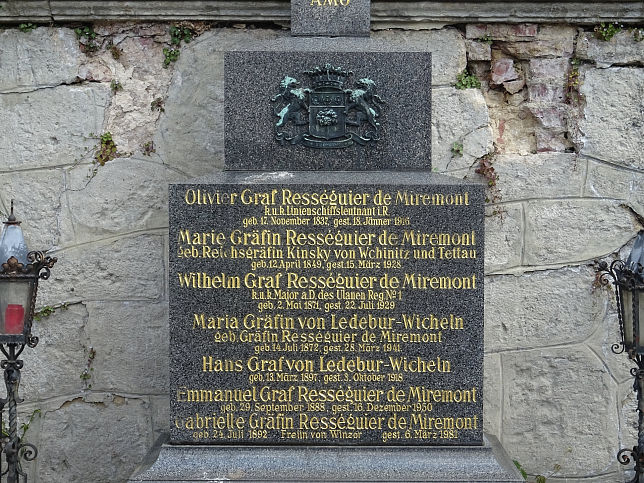 AMO
Olivier Graf Rességuier de Miremont
k.u.k. Linienschiffsleutnant i.R.
geb. 17. November 1837, gest. 18. Jänner 1916.
Marie Gräfin Rességuier de Miremont
geb. Reichsgräfin Kinsky von Wchinitz und Tettau
geb. 12. April 1849, gest. 15. März 1928.
Wilhelm Graf Rességuier de Miremont
k.u.k. Major a.D. des Ulanen Reg. No 1
geb. 2. Mai 1871, gest. 22. Juli 1929.
Maria Gräfin von Ledebur-Wicheln
geb. Gräfin Rességuier de Miremont
geb. 14. Juli 1872, gest. 28. März 1941.
Hans Graf von Ledebur-Wicheln
geb. 13. März 1897, gest. 3. Oktober 1918.
Emmanuel Graf Rességuier de Miremont
geb. 29. September 1888, gest. 16. Dezember 1950.
Gabrielle Gräfin Rességuier de Miremont
geb. 24. Juli 1892 Freiin von Winzor gest. 6. März 1981.